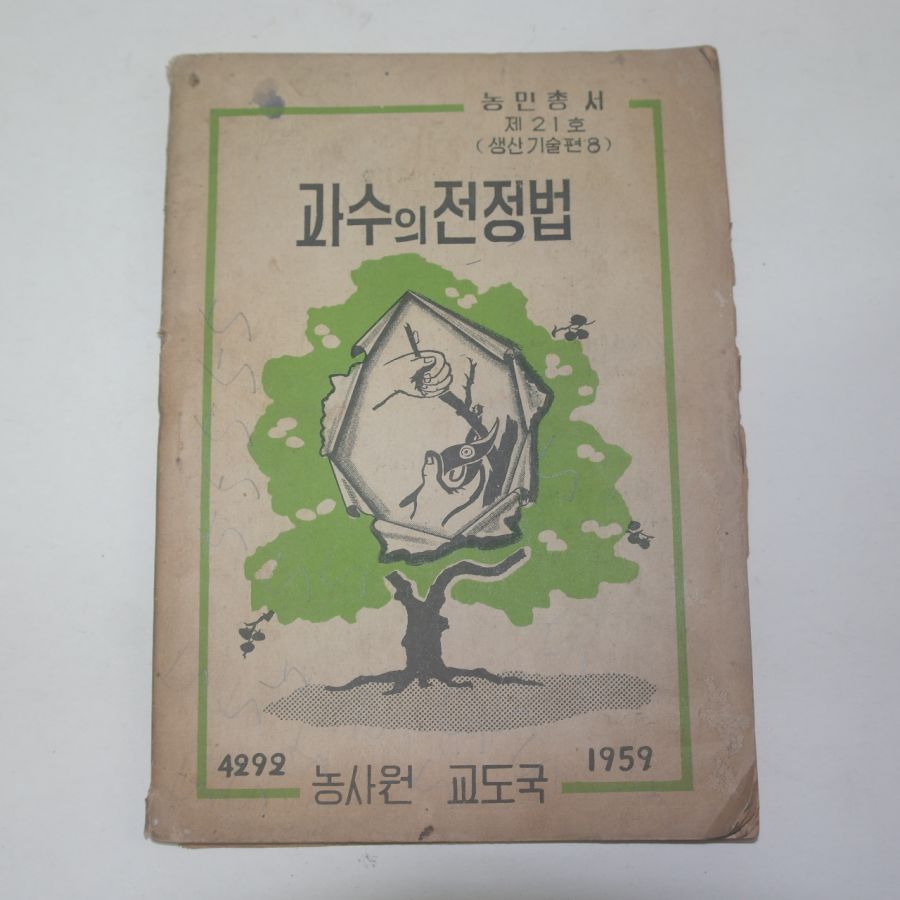 농민총서
제21호
(생산기술편8)
과수의전정법
4292
1959
농사원 교도국